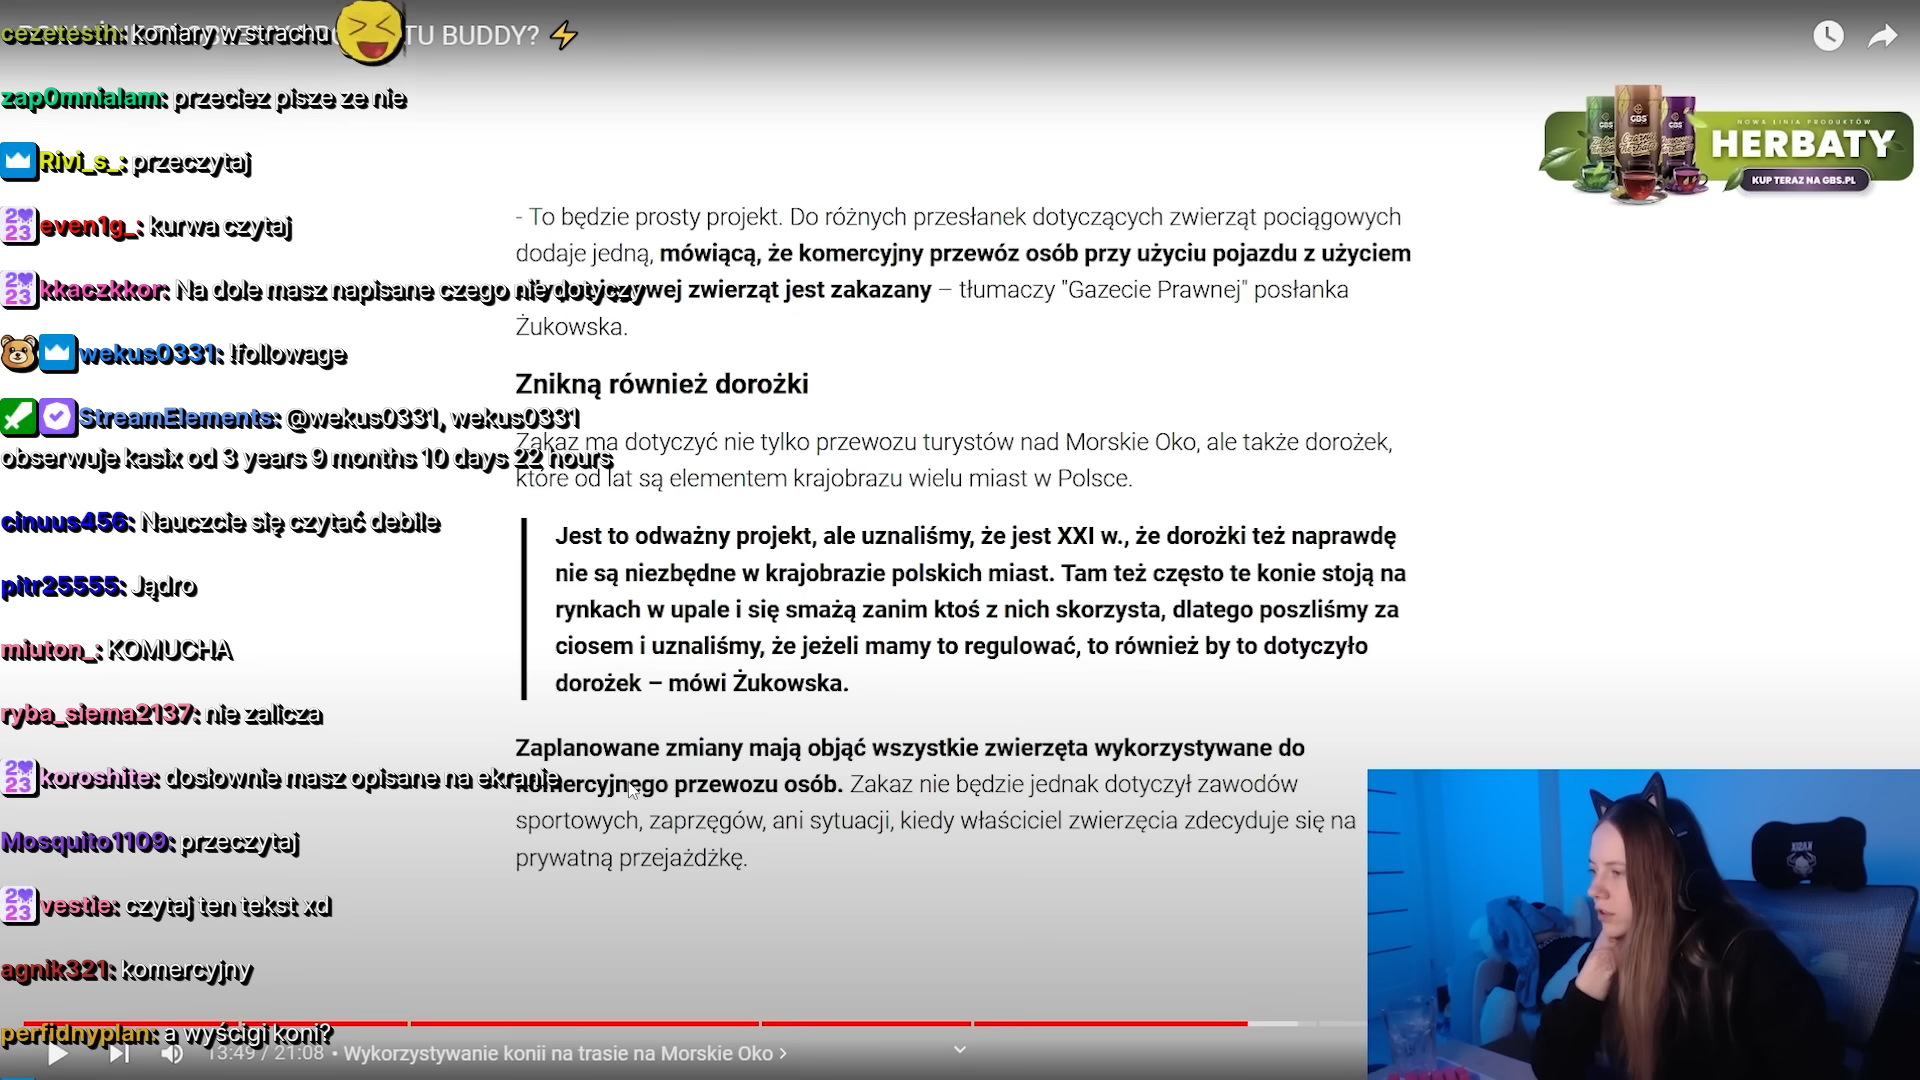 TU BUDDY? ⚡
cezetesth: koniary w strachu
zap0mnialam: przeciez pisze ze nie
Rivi_s_: przeczytaj
even1g_: kurwa czytaj
kkaczkkor: Na dole masz napisane czego nie dotyczy
wekus0331: !followage
StreamElements: @wekus0331, wekus0331
obserwuje kasix od 3 years 9 months 10 days 22 hours
cinuus456: Nauczcie się czytać debile
pitr25555: Jądro
miuton_: KOMUCHA
ryba_siema2137: nie zalicza
koroshite: dosłownie masz opisane na ekranie
Mosquito1109: przeczytaj
vestie: czytaj ten tekst xd
agnik321: komercyjny
perfidnyplan: a wyścigi koni?
NOWA LINIA PRODUKTÓW
HERBATY
KUP TERAZ NA GBS.PL
GBS
GBS
GBS
- To będzie prosty projekt. Do różnych przesłanek dotyczących zwierząt pociągowych
dodaje jedną, mówiącą, że komercyjny przewóz osób przy użyciu pojazdu z użyciem
wej zwierząt jest zakazany – tłumaczy "Gazecie Prawnej" posłanka
Żukowska.
Znikną również dorożki
Zakaz ma dotyczyć nie tylko przewozu turystów nad Morskie Oko, ale także dorożek,
które od lat są elementem krajobrazu wielu miast w Polsce.
Jest to odważny projekt, ale uznaliśmy, że jest XXI w., że dorożki też naprawdę
nie są niezbędne w krajobrazie polskich miast. Tam też często te konie stoją na
rynkach w upale i się smażą zanim ktoś z nich skorzysta, dlatego poszliśmy za
ciosem i uznaliśmy, że jeżeli mamy to regulować, to również by to dotyczyło
dorożek – mówi Żukowska.
Zaplanowane zmiany mają objąć wszystkie zwierzęta wykorzystywane do
komercyjnego przewozu osób. Zakaz nie będzie jednak dotyczył zawodów
sportowych, zaprzęgów, ani sytuacji, kiedy właściciel zwierzęcia zdecyduje się na
prywatną przejażdżkę.
13:49 / 21:08 • Wykorzystywanie konii na trasie na Morskie Oko >